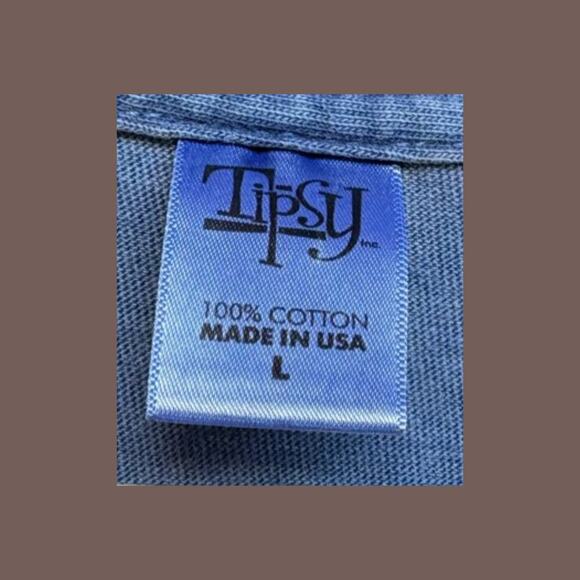 Tipsy Inc.
100% COTTON
MADE IN USA
L